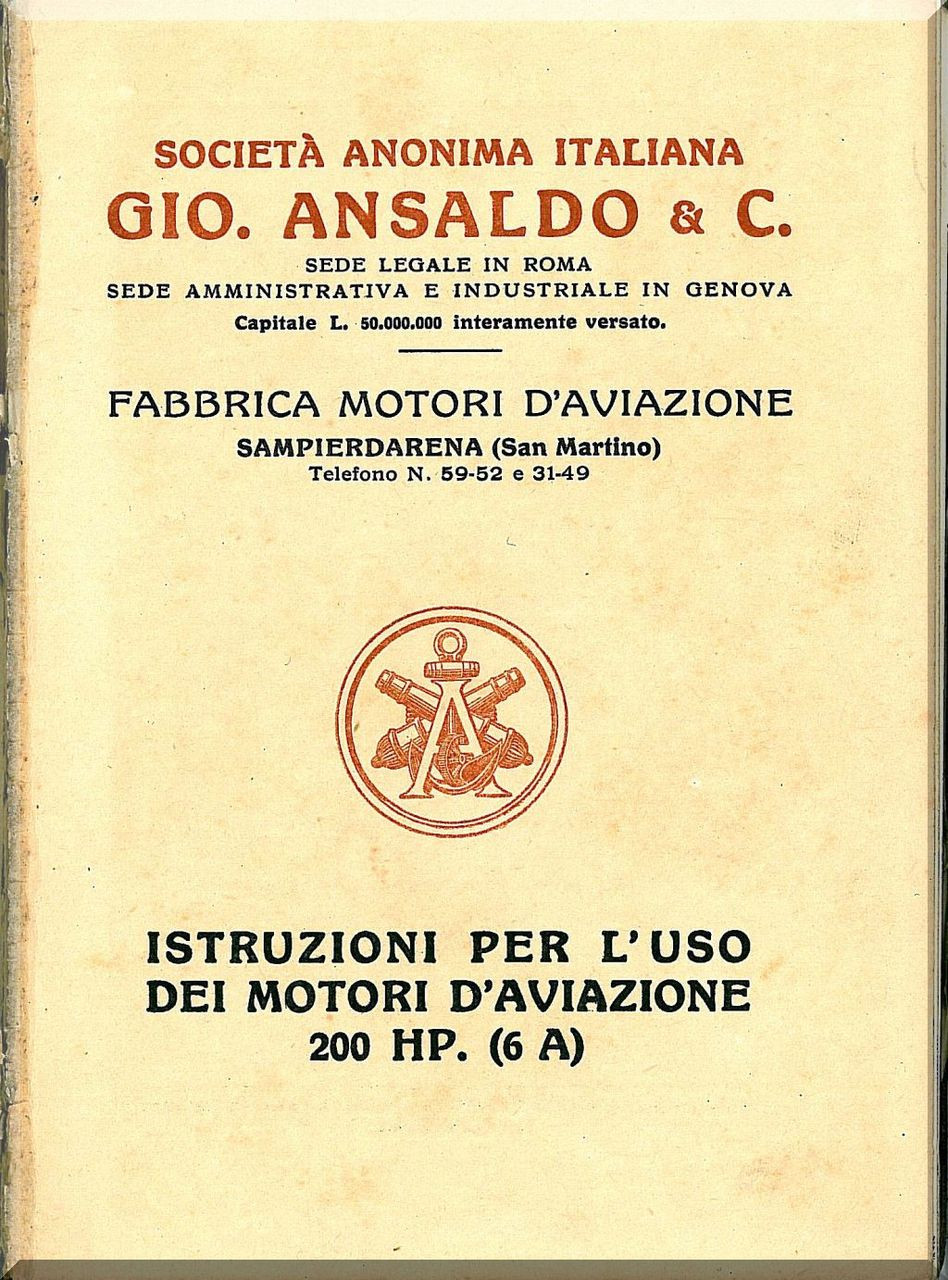 SOCIETÀ ANONIMA ITALIANA
GIO. ANSALDO & C.
SEDE LEGALE IN ROMA
SEDE AMMINISTRATIVA E INDUSTRIALE IN GENOVA
Capitale L. 50.000.000 interamente versato.
FABBRICA MOTORI D'AVIAZIONE
SAMPIERDARENA (San Martino)
Telefono N. 59-52 e 31-49
A
ISTRUZIONI PER L'USO
DEI MOTORI D'AVIAZIONE
200 HP. (6 A)